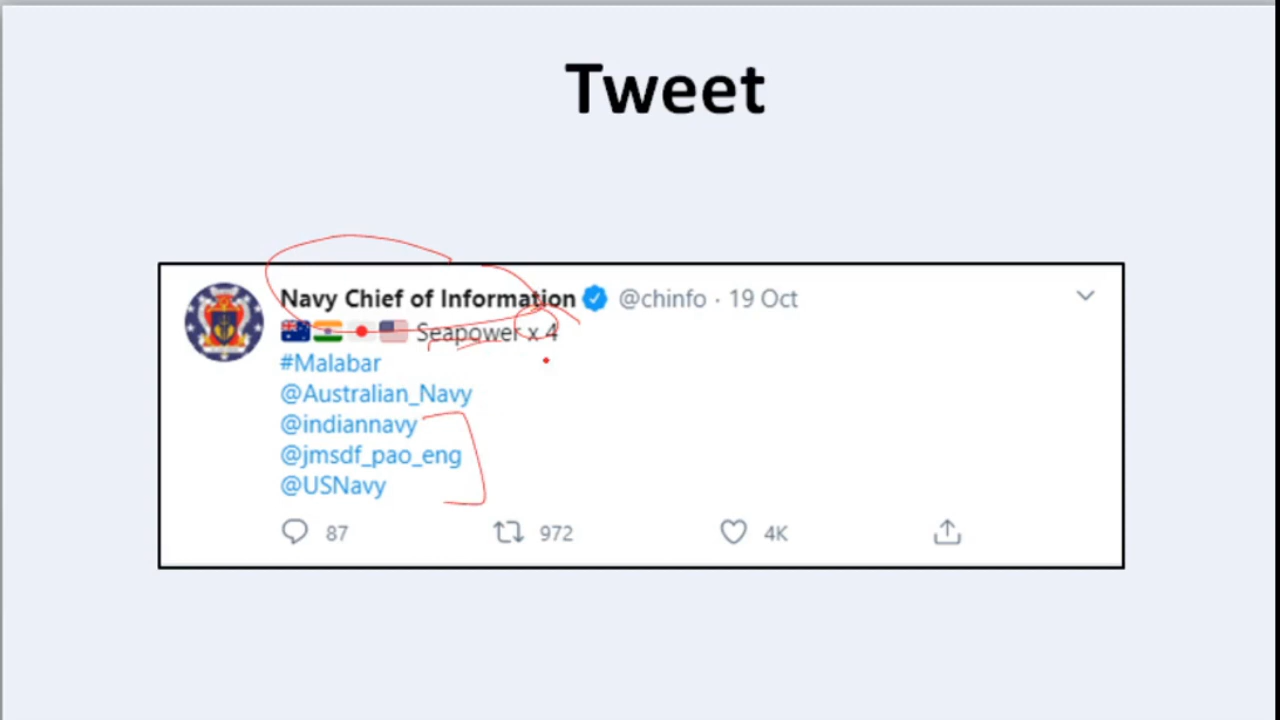 Tweet
Navy Chief of Information @chinfo · 19 Oct
🇦🇺🇮🇳🇯🇵🇺🇸 Seapower x 4
#Malabar
@Australian_Navy
@indiannavy
@jmsdf_pao_eng
@USNavy
87 972 4K